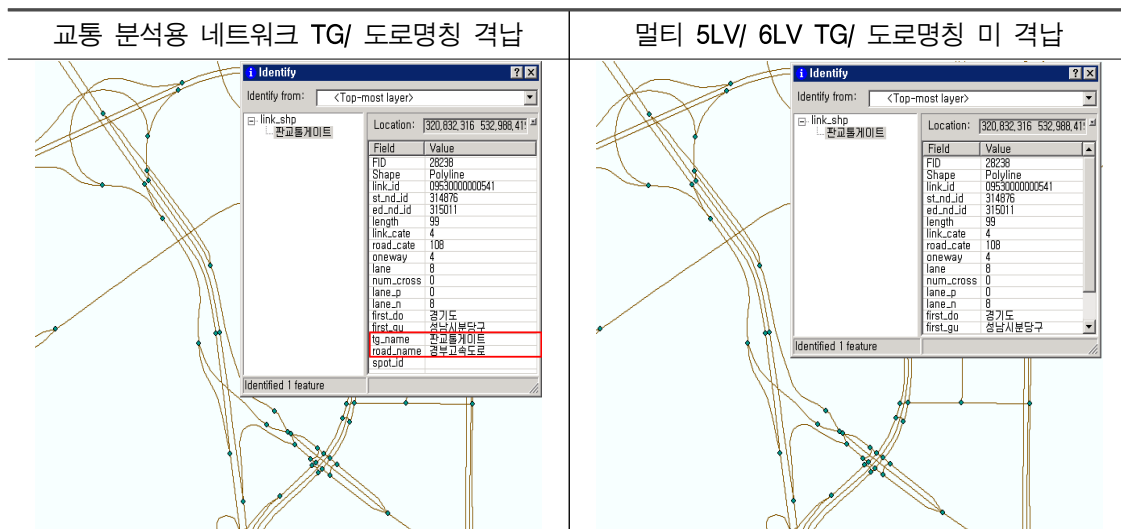 교통 분석용 네트워크 TG/ 도로명칭 격납
멀티 5LV/ 6LV TG/ 도로명칭 미 격납
i Identify
Identify from: <Top-most layer>
link_shp
판교톨게이트
Location: 320,832,316 532,988,41
Field Value
FID 28238
Shape Polyline
link_id 09530000000541
st_nd_id 314876
ed_nd_id 315011
length 99
link_cate 4
road_cate 108
oneway 4
lane 8
num_cross 0
lane_p 0
lane_n 8
first_do 경기도
first_gu 성남시분당구
tg_name 판교톨게이트
road_name 경부고속도로
spot_id
Identified 1 feature
i Identify
Identify from: <Top-most layer>
link_shp
판교톨게이트
Location: 320,832,316 532,988,41
Field Value
FID 28238
Shape Polyline
link_id 09530000000541
st_nd_id 314876
ed_nd_id 315011
length 99
link_cate 4
road_cate 108
oneway 4
lane 8
num_cross 0
lane_p 0
lane_n 8
first_do 경기도
first_gu 성남시분당구
Identified 1 feature